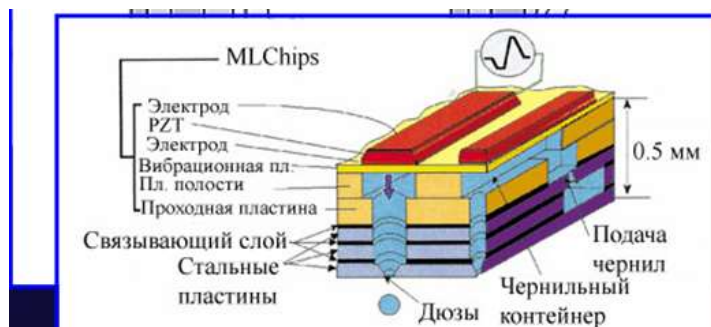 MLChips
Электрод
PZT
Электрод
Вибрационная пл.
Пл. полости
Проходная пластина
Связывающий слой
Стальные
пластины
0.5 мм
Подача
чернил
Чернильный
контейнер
Дюзы